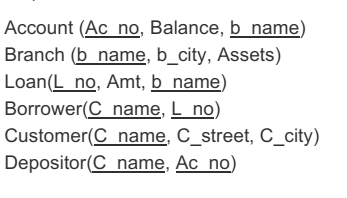 Account (Ac_no, Balance, b_name)
Branch (b_name, b_city, Assets)
Loan(L_no, Amt, b_name)
Borrower(C_name, L_no)
Customer(C_name, C_street, C_city)
Depositor(C_name, Ac_no)